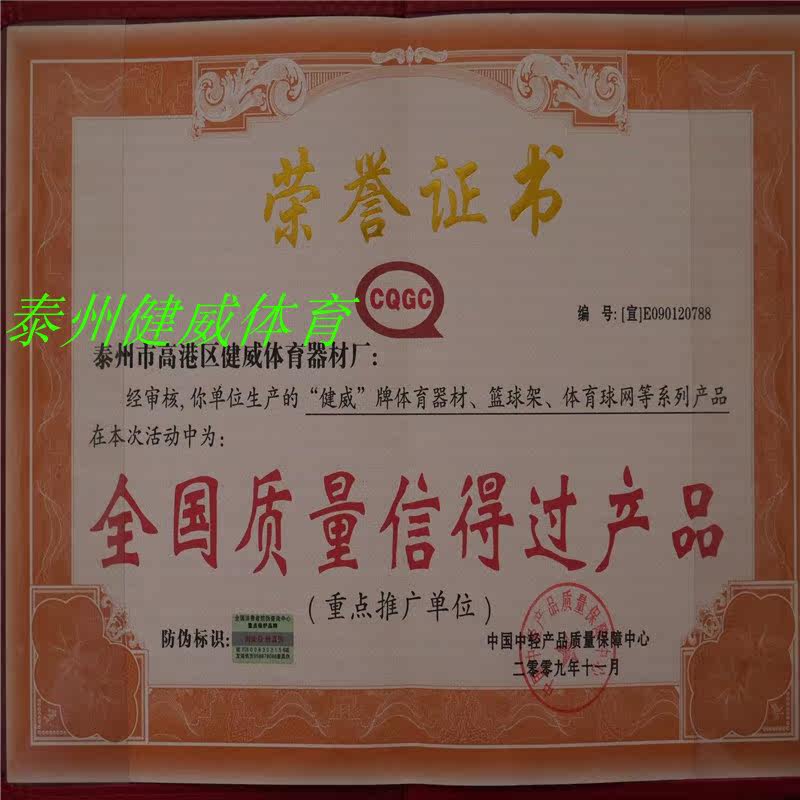 荣誉证书
CQGC
编 号:[宣]E090120788
泰州健威体育
泰州市高港区健威体育器材厂:
经审核,你单位生产的“健威”牌体育器材、篮球架、体育球网等系列产品
在本次活动中为:
全国质量信得过产品
(重点推广单位)
防伪标识:
中国中轻产品质量保障中心
二零零九年十一月